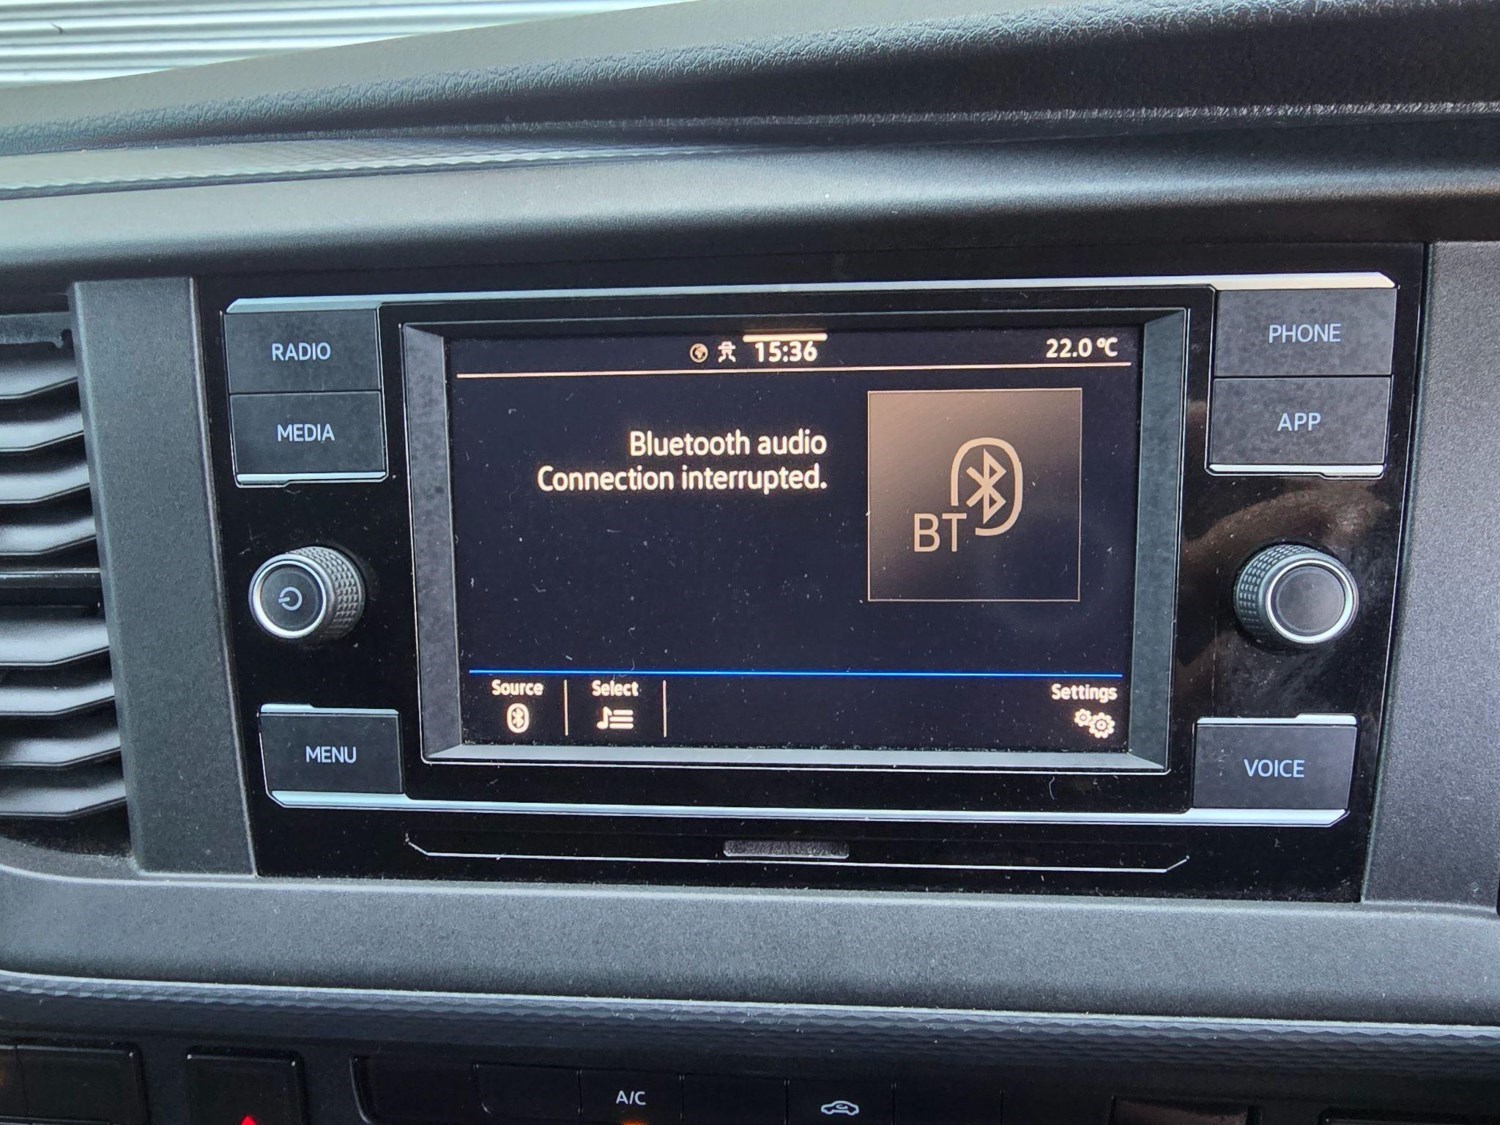 RADIO
MEDIA
MENU
15:36
22.0 °C
Bluetooth audio
Connection interrupted.
BT
Source
Select
Settings
PHONE
APP
VOICE
A/C